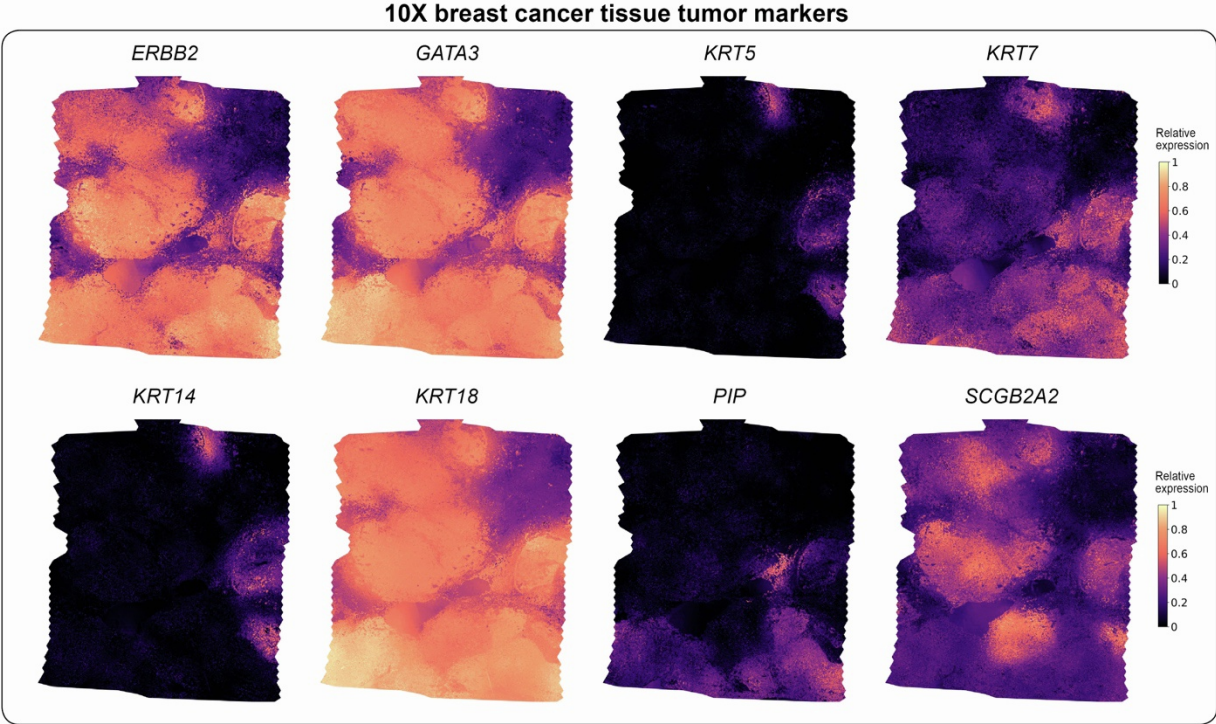 10X breast cancer tissue tumor markers
ERBB2 GATA3 KRT5 KRT7
Relative
expression
1
0.8
0.6
0.4
0.2
0
KRT14 KRT18 PIP SCGB2A2
Relative
expression
1
0.8
0.6
0.4
0.2
0